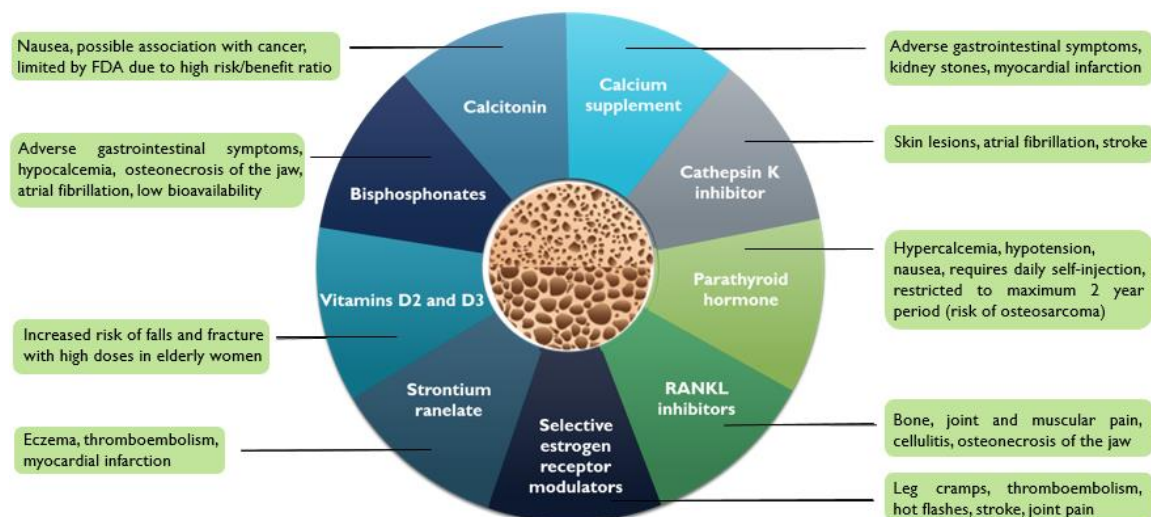 Nausea, possible association with cancer,
limited by FDA due to high risk/benefit ratio
Adverse gastrointestinal symptoms,
hypocalcemia, osteonecrosis of the jaw,
atrial fibrillation, low bioavailability
Increased risk of falls and fracture
with high doses in elderly women
Eczema, thromboembolism,
myocardial infarction
Calcitonin
Calcium
supplement
Bisphosphonates
Cathepsin K
inhibitor
Vitamins D2 and D3
Parathyroid
hormone
Strontium
ranelate
RANKL
inhibitors
Selective
estrogen
receptor
modulators
Adverse gastrointestinal symptoms,
kidney stones, myocardial infarction
Skin lesions, atrial fibrillation, stroke
Hypercalcemia, hypotension,
nausea, requires daily self-injection,
restricted to maximum 2 year
period (risk of osteosarcoma)
Bone, joint and muscular pain,
cellulitis, osteonecrosis of the jaw
Leg cramps, thromboembolism,
hot flashes, stroke, joint pain